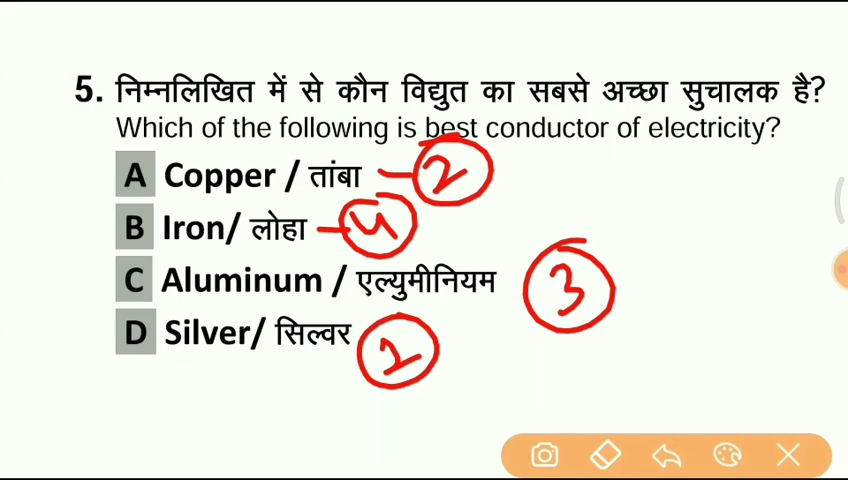 5. निम्नलिखित में से कौन विद्युत का सबसे अच्छा सुचालक है?
Which of the following is best conductor of electricity?
A Copper / तांबा - 2
B Iron/ लोहा - 4
C Aluminum / एल्युमीनियम 3
D Silver/ सिल्वर